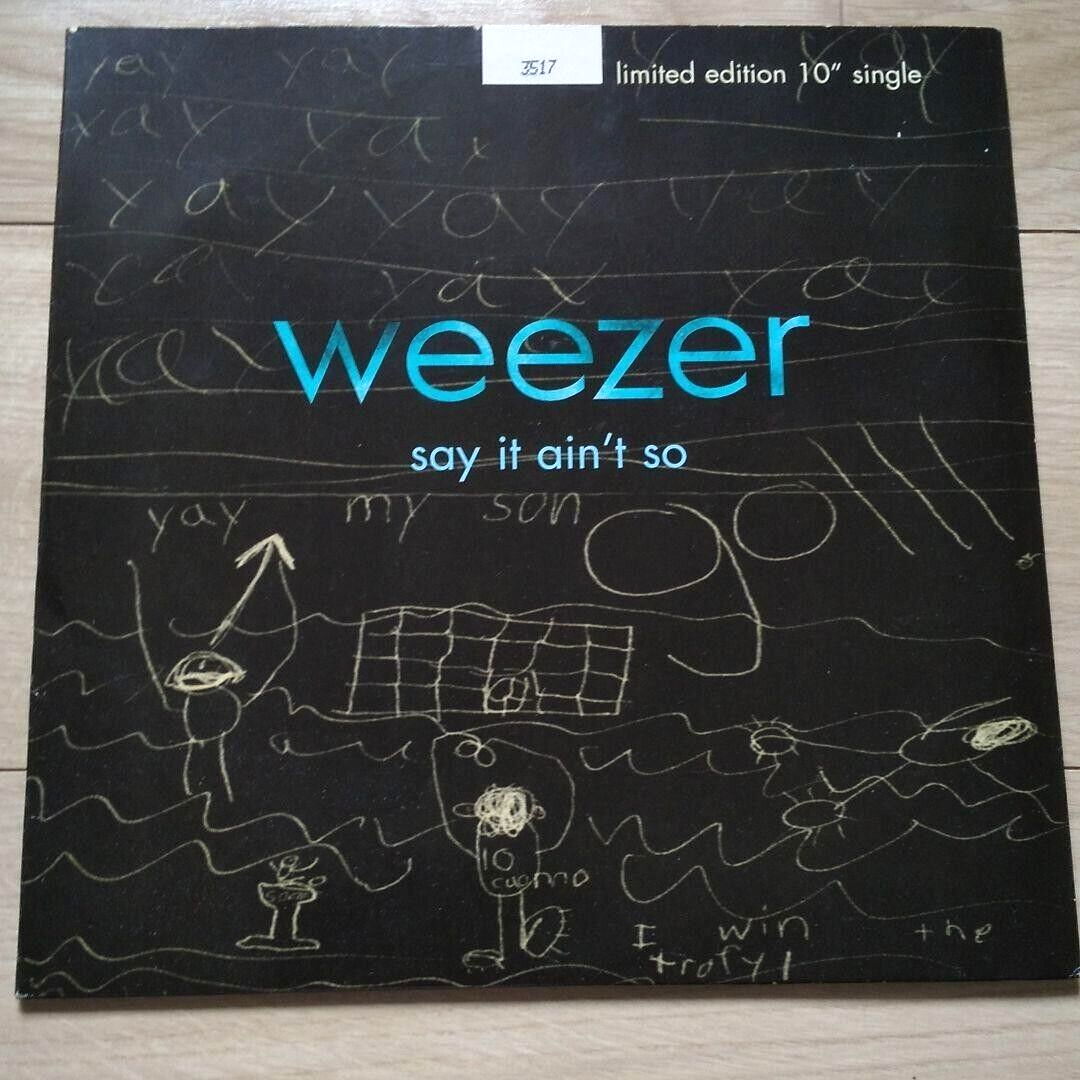 3517
limited edition 10" single
yay yay yay
yay yay
yay yay yay
yay yay yay
yay
weezer
say it ain't so
yay my son
10
cuomo
I win the
trofy!